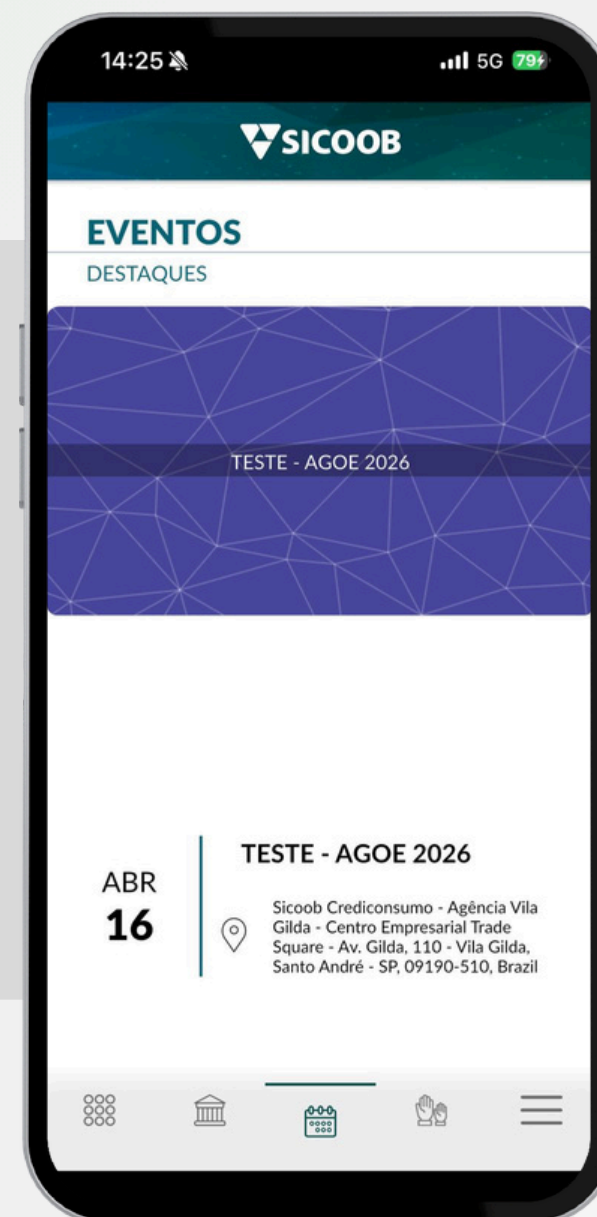 14:25
5G 79
SICOOB
EVENTOS
DESTAQUES
TESTE - AGOE 2026
TESTE - AGOE 2026
ABR
16
Sicoob Crediconsumo - Agência Vila
Gilda - Centro Empresarial Trade
Square - Av. Gilda, 110 - Vila Gilda,
Santo André - SP, 09190-510, Brazil